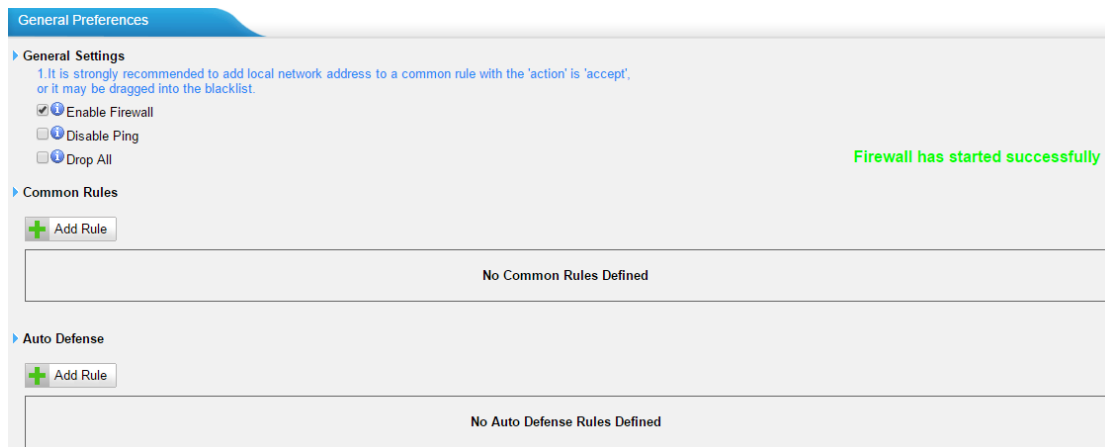 General Preferences
General Settings
1.It is strongly recommended to add local network address to a common rule with the 'action' is 'accept',
or it may be dragged into the blacklist.
Enable Firewall
Disable Ping
Drop All
Firewall has started successfully
Common Rules
Add Rule
No Common Rules Defined
Auto Defense
Add Rule
No Auto Defense Rules Defined